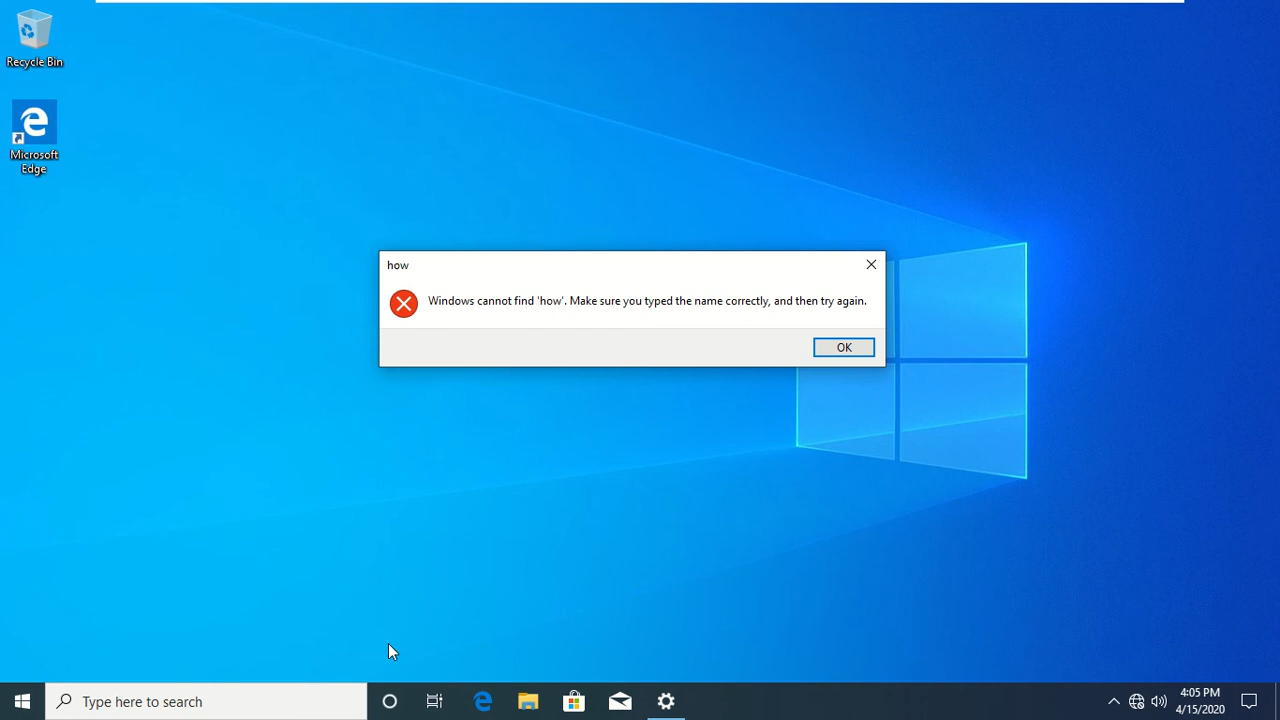 Recycle Bin
Microsoft
Edge
how
Windows cannot find 'how'. Make sure you typed the name correctly, and then try again.
OK
Type here to search
4:05 PM
4/15/2020